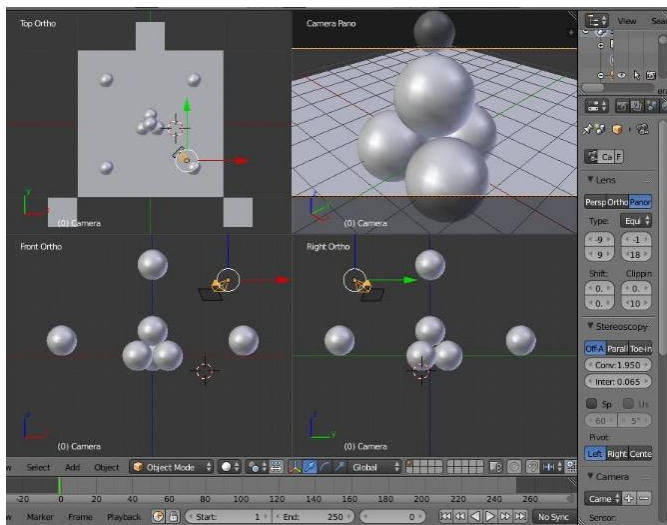 Top Ortho
Camera Pano
(0) Camera
Front Ortho
Right Ortho
(0) Camera
(0) Camera
View
Ca F
Lens
Persp Ortho Panor
Type: Equi
-9 -1
9 18
Shift: Clippin
0. 0.
0. 10
Stereoscopy
Off-A Parall Toe-in
Conv:1.950
Inter: 0.065
Sp Us
60 5°
Pivot:
Left Right Cente
Camera
Came
Sensor:
w Select Add Object Object Mode Global
-20 0 20 40 60 80 100 120 140 160 180 200 220 240 260
w Marker Frame Playback Start: 1 End: 250 0 No Sync